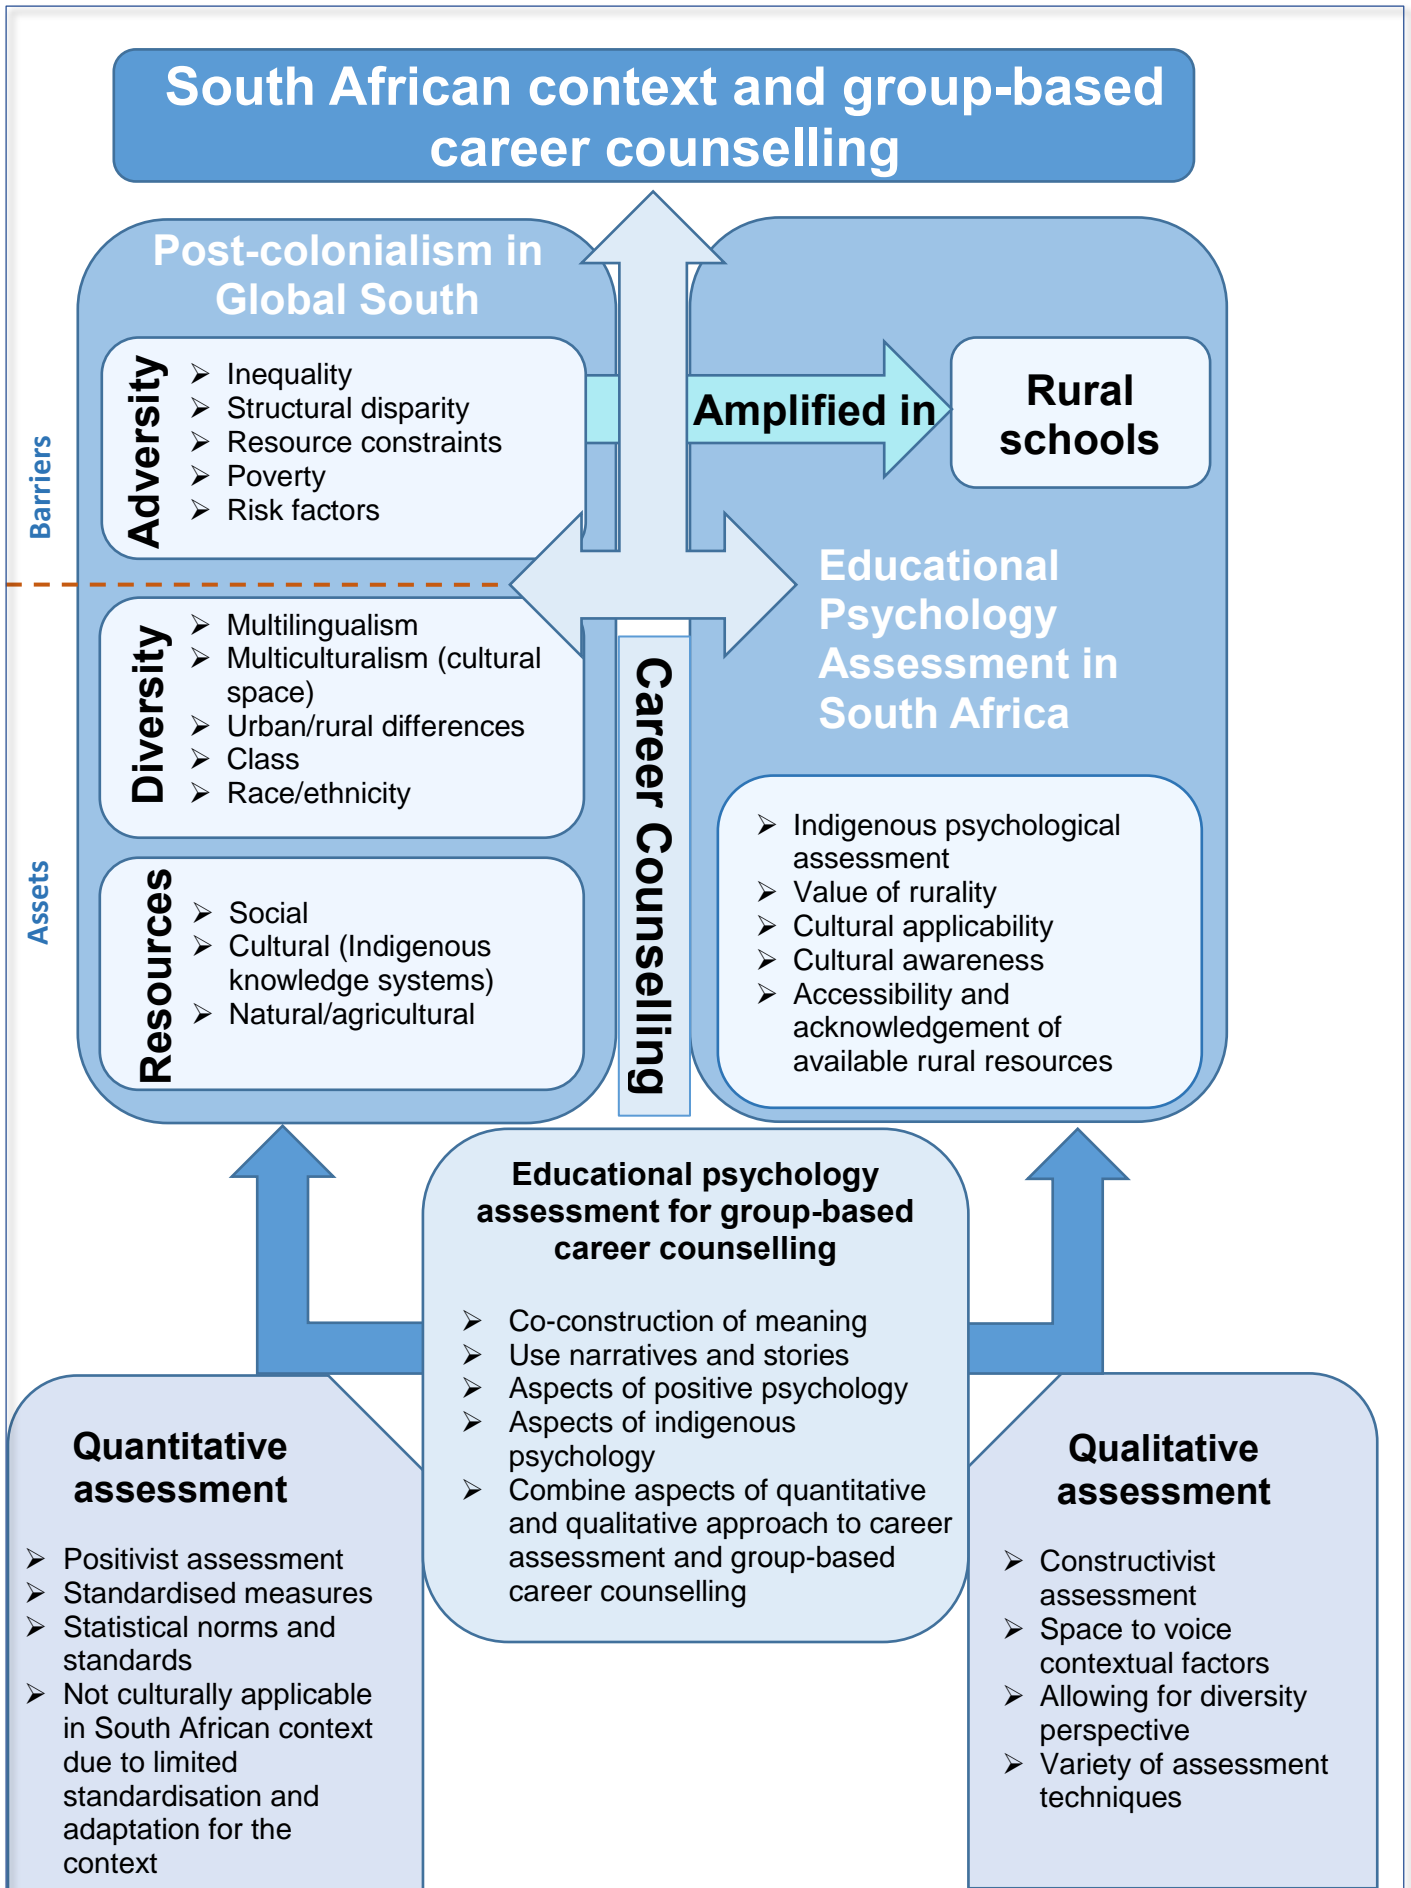 South African context and group-based
career counselling
Post-colonialism in
Global South
Barriers
Adversity
➢ Inequality
➢ Structural disparity
➢ Resource constraints
➢ Poverty
➢ Risk factors
Amplified in
Rural
schools
Assets
Diversity
➢ Multilingualism
➢ Multiculturalism (cultural
space)
➢ Urban/rural differences
➢ Class
➢ Race/ethnicity
Resources
➢ Social
➢ Cultural (Indigenous
knowledge systems)
➢ Natural/agricultural
Career Counselling
Educational
Psychology
Assessment in
South Africa
➢ Indigenous psychological
assessment
➢ Value of rurality
➢ Cultural applicability
➢ Cultural awareness
➢ Accessibility and
acknowledgement of
available rural resources
Educational psychology
assessment for group-based
career counselling
➢ Co-construction of meaning
➢ Use narratives and stories
➢ Aspects of positive psychology
➢ Aspects of indigenous
psychology
➢ Combine aspects of quantitative
and qualitative approach to career
assessment and group-based
career counselling
Quantitative
assessment
➢ Positivist assessment
➢ Standardised measures
➢ Statistical norms and
standards
➢ Not culturally applicable
in South African context
due to limited
standardisation and
adaptation for the
context
Qualitative
assessment
➢ Constructivist
assessment
➢ Space to voice
contextual factors
➢ Allowing for diversity
perspective
➢ Variety of assessment
techniques